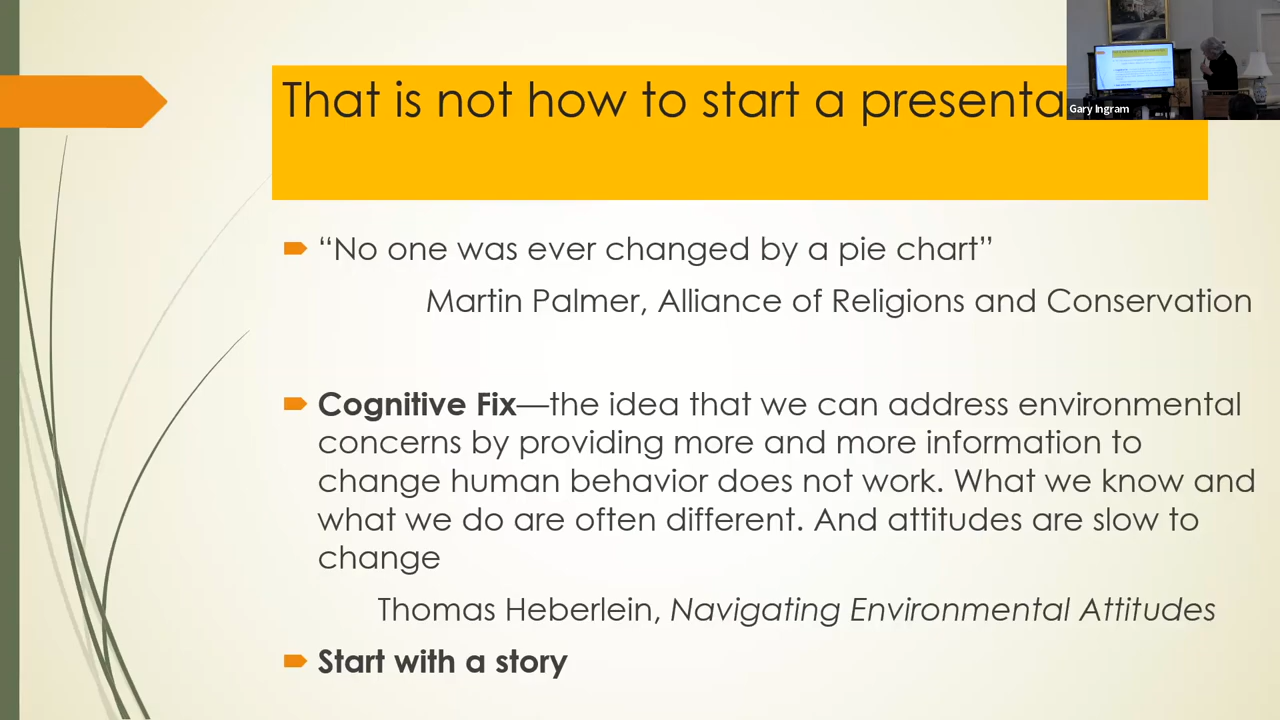 That is not how to start a presenta
Gary Ingram
“No one was ever changed by a pie chart”
Martin Palmer, Alliance of Religions and Conservation
Cognitive Fix—the idea that we can address environmental
concerns by providing more and more information to
change human behavior does not work. What we know and
what we do are often different. And attitudes are slow to
change
Thomas Heberlein, Navigating Environmental Attitudes
Start with a story